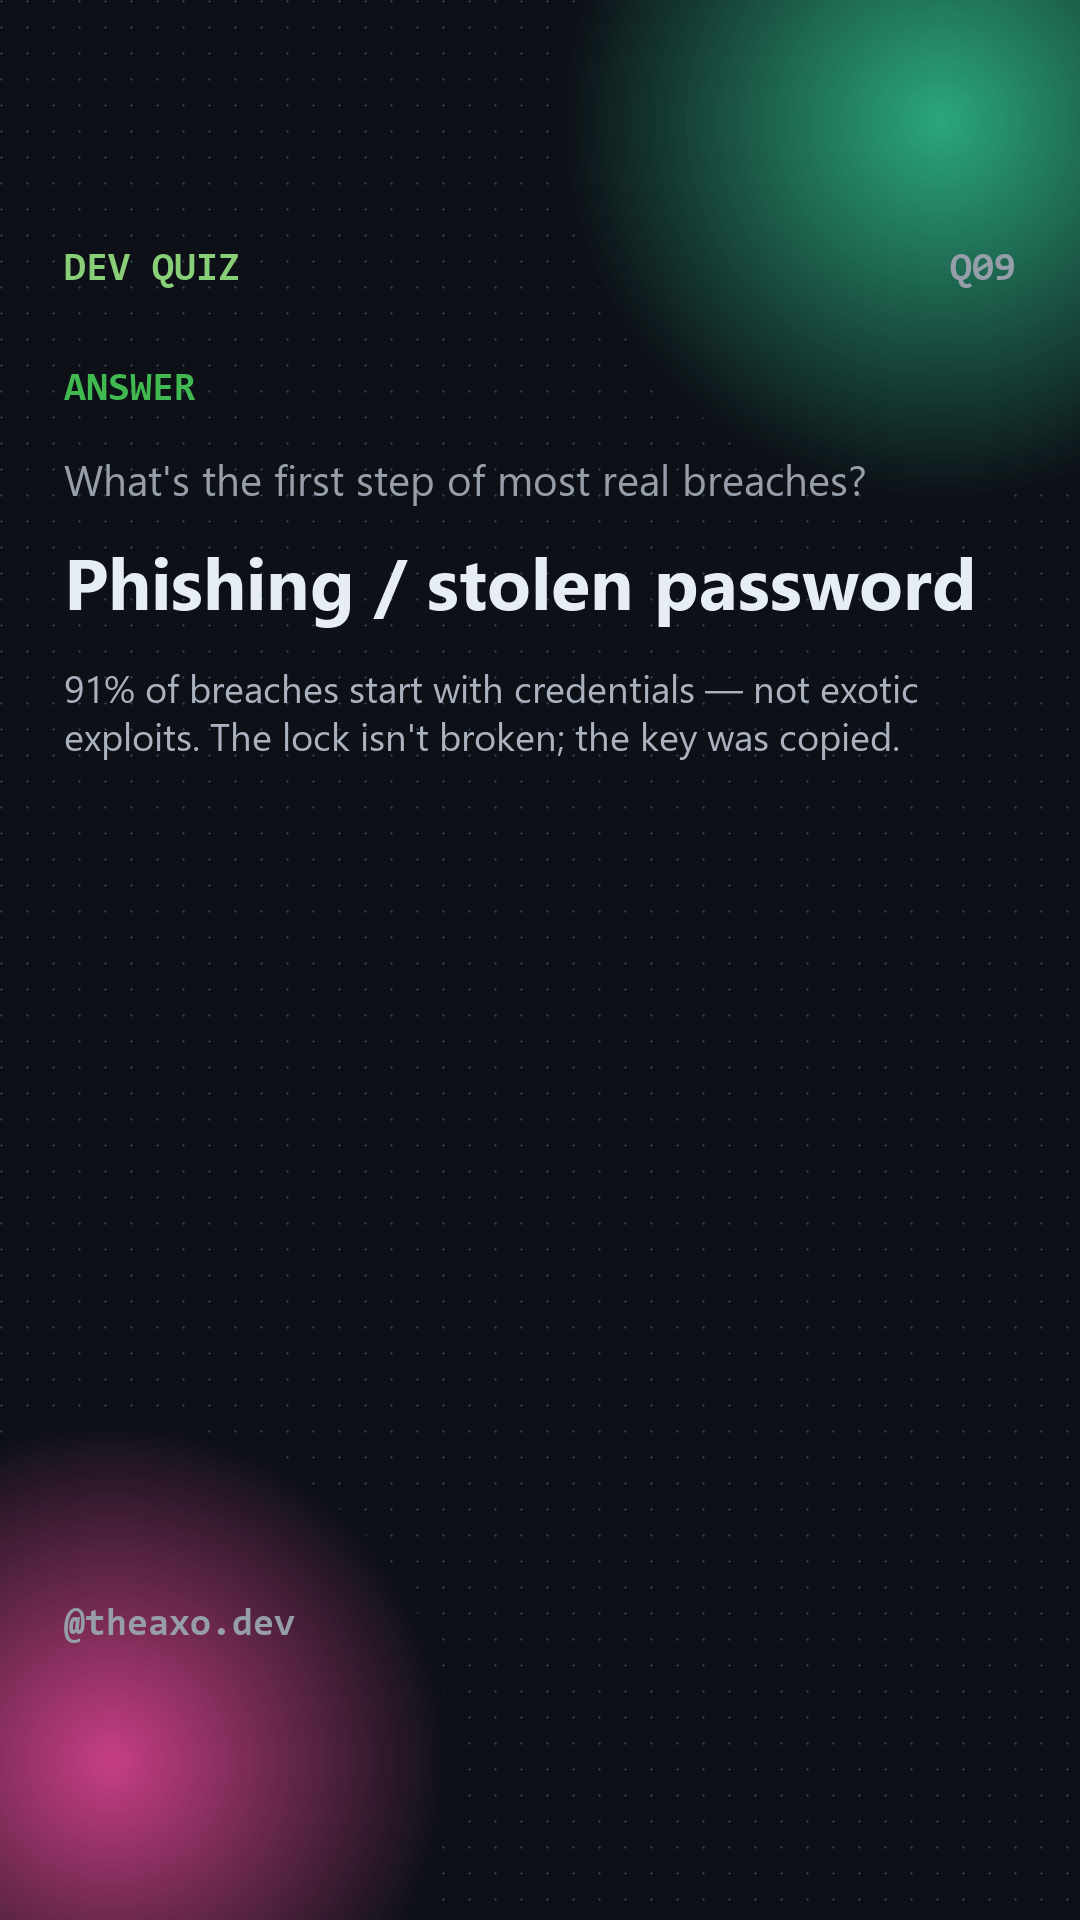 DEV QUIZ
Q09
ANSWER
What's the first step of most real breaches?
Phishing / stolen password
91% of breaches start with credentials — not exotic
exploits. The lock isn't broken; the key was copied.
@theaxo.dev